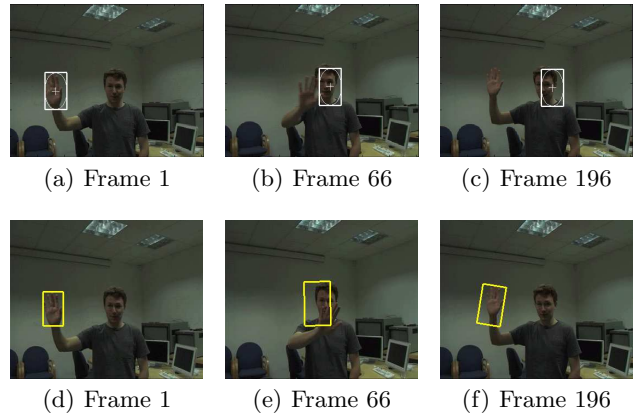 (a) Frame 1
(b) Frame 66
(c) Frame 196
(d) Frame 1
(e) Frame 66
(f) Frame 196